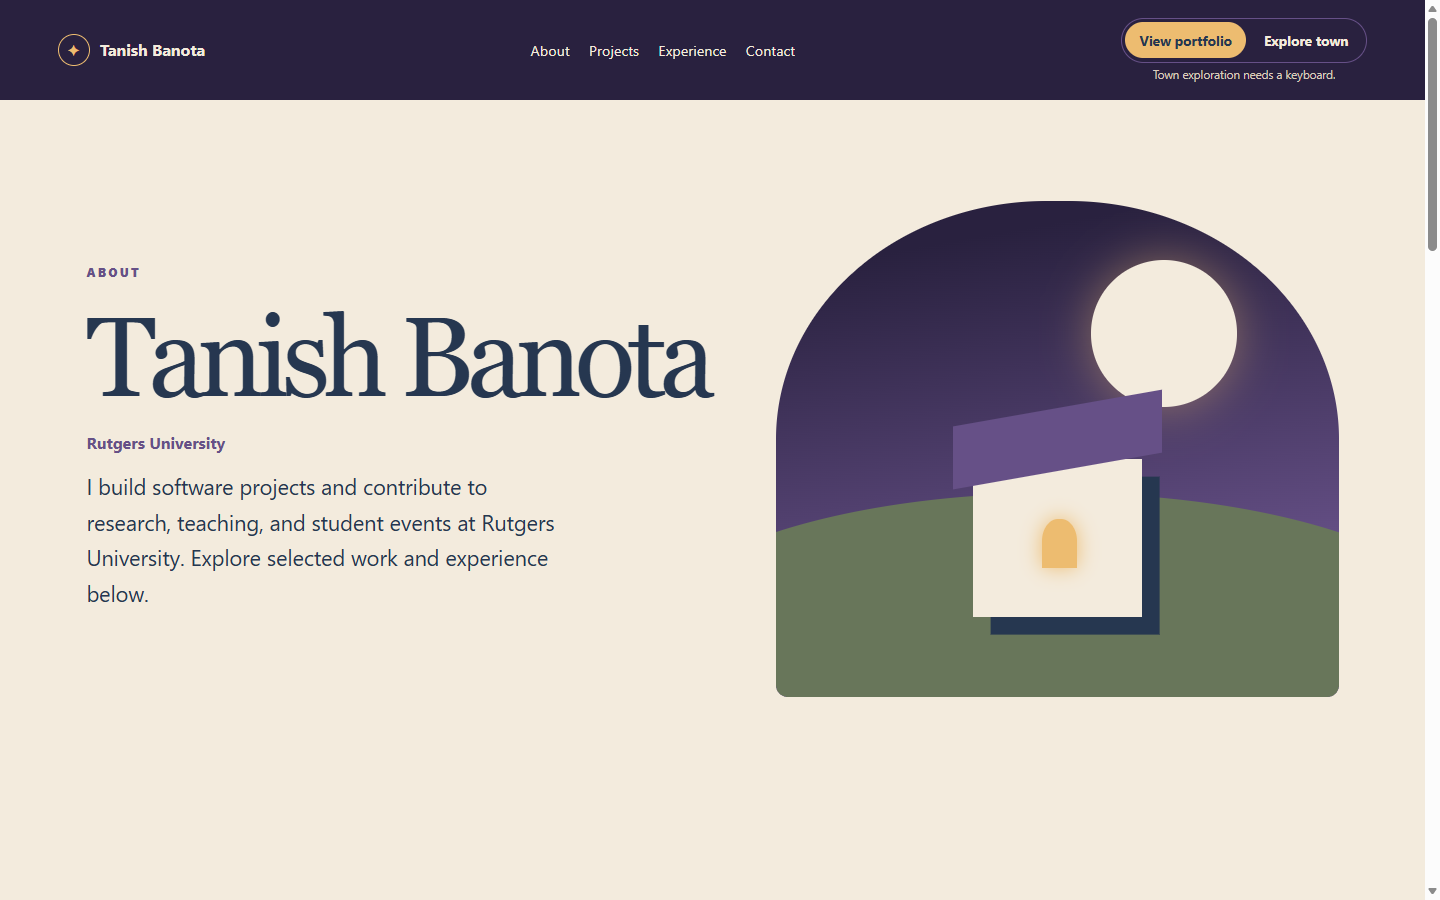 Tanish Banota
About Projects Experience Contact
View portfolio Explore town
Town exploration needs a keyboard.
ABOUT
Tanish Banota
Rutgers University
I build software projects and contribute to
research, teaching, and student events at Rutgers
University. Explore selected work and experience
below.